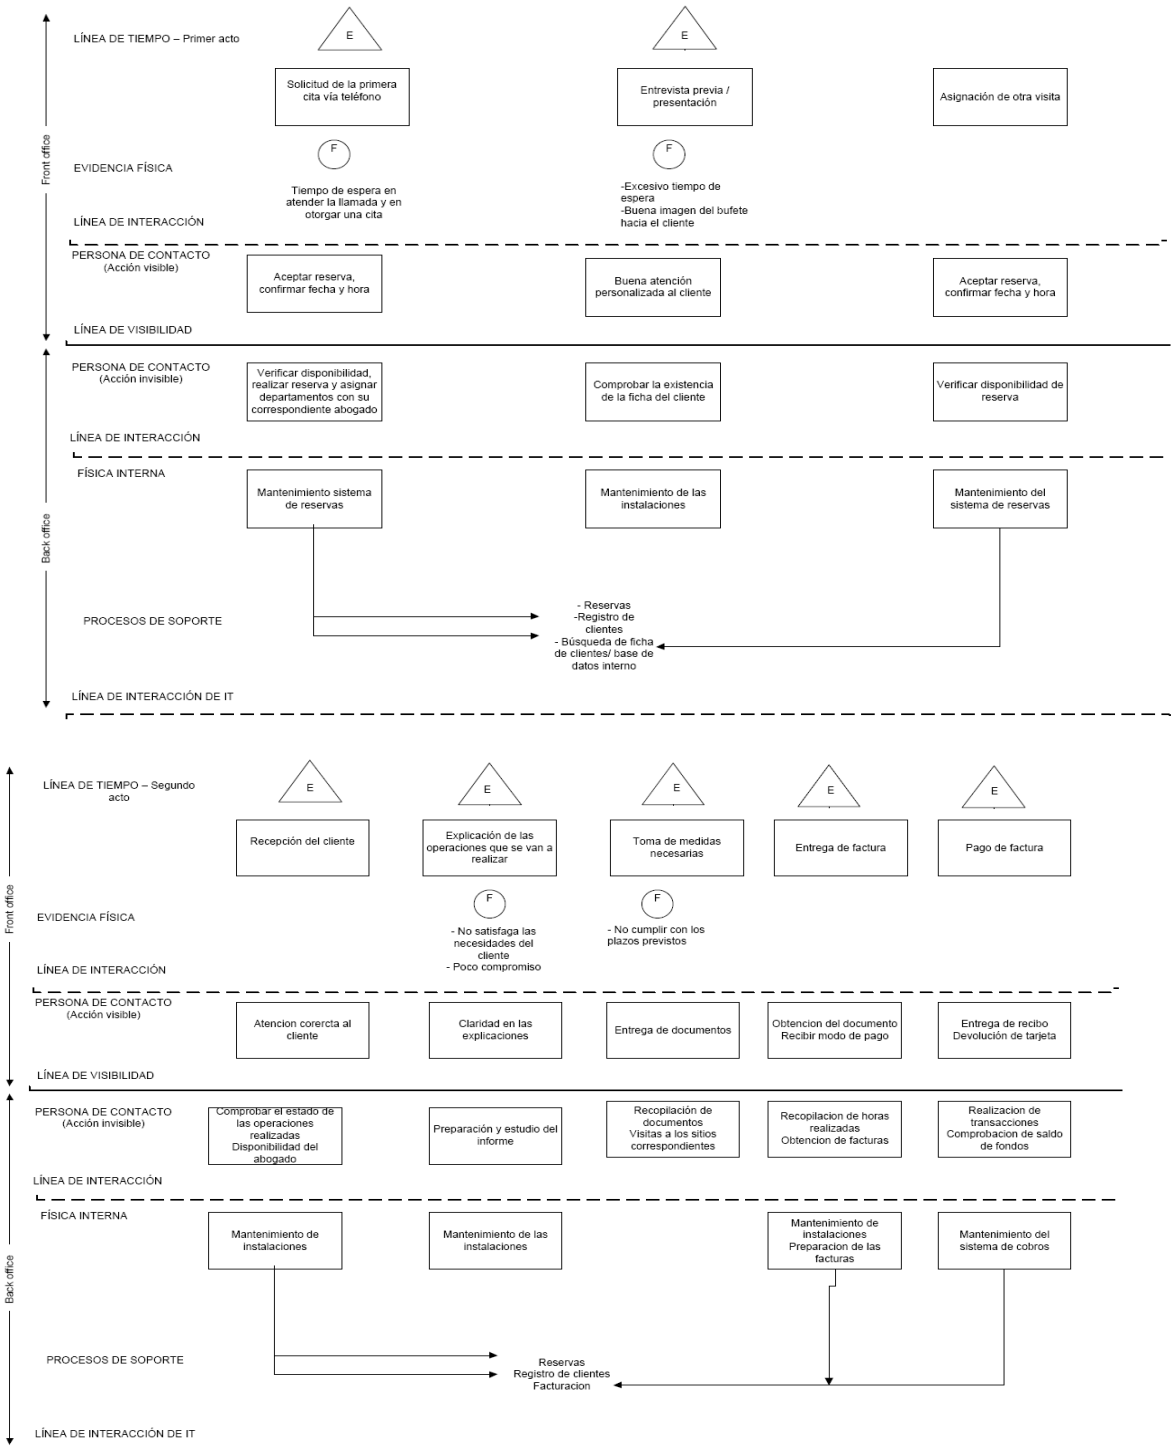 LÍNEA DE TIEMPO – Primer acto
E
E
Solicitud de la primera
cita vía teléfono
Entrevista previa /
presentación
Asignación de otra visita
Front office
EVIDENCIA FÍSICA
F
F
Tiempo de espera en
atender la llamada y en
otorgar una cita
-Excesivo tiempo de
espera
-Buena imagen del bufete
hacia el cliente
LÍNEA DE INTERACCIÓN
PERSONA DE CONTACTO
(Acción visible)
Aceptar reserva,
confirmar fecha y hora
Buena atención
personalizada al cliente
Aceptar reserva,
confirmar fecha y hora
LÍNEA DE VISIBILIDAD
PERSONA DE CONTACTO
(Acción invisible)
Verificar disponibilidad,
realizar reserva y asignar
departamentos con su
correspondiente abogado
Comprobar la existencia
de la ficha del cliente
Verificar disponibilidad de
reserva
LÍNEA DE INTERACCIÓN
FÍSICA INTERNA
Mantenimiento sistema
de reservas
Mantenimiento de las
instalaciones
Mantenimiento del
sistema de reservas
Back office
PROCESOS DE SOPORTE
- Reservas
-Registro de
clientes
- Búsqueda de ficha
de clientes/ base de
datos interno
LÍNEA DE INTERACCIÓN DE IT
LÍNEA DE TIEMPO – Segundo
acto
E
E
E
E
E
Recepción del cliente
Explicación de las
operaciones que se van a
realizar
Toma de medidas
necesarias
Entrega de factura
Pago de factura
Front office
EVIDENCIA FÍSICA
F
F
- No satisfaga las
necesidades del
cliente
- Poco compromiso
- No cumplir con los
plazos previstos
LÍNEA DE INTERACCIÓN
PERSONA DE CONTACTO
(Acción visible)
Atencion corercta al
cliente
Claridad en las
explicaciones
Entrega de documentos
Obtencion del documento
Recibir modo de pago
Entrega de recibo
Devolución de tarjeta
LÍNEA DE VISIBILIDAD
PERSONA DE CONTACTO
(Acción invisible)
Comprobar el estado de
las operaciones
realizadas
Disponibilidad del
abogado
Preparación y estudio del
informe
Recopilación de
documentos
Visitas a los sitios
correspondientes
Recopilacion de horas
realizadas
Obtencion de facturas
Realizacion de
transacciones
Comprobacion de saldo
de fondos
LÍNEA DE INTERACCIÓN
FÍSICA INTERNA
Mantenimiento de
instalaciones
Mantenimiento de las
instalaciones
Mantenimiento de
instalaciones
Preparacion de las
facturas
Mantenimiento del
sistema de cobros
Back office
PROCESOS DE SOPORTE
Reservas
Registro de clientes
Facturacion
LÍNEA DE INTERACCIÓN DE IT